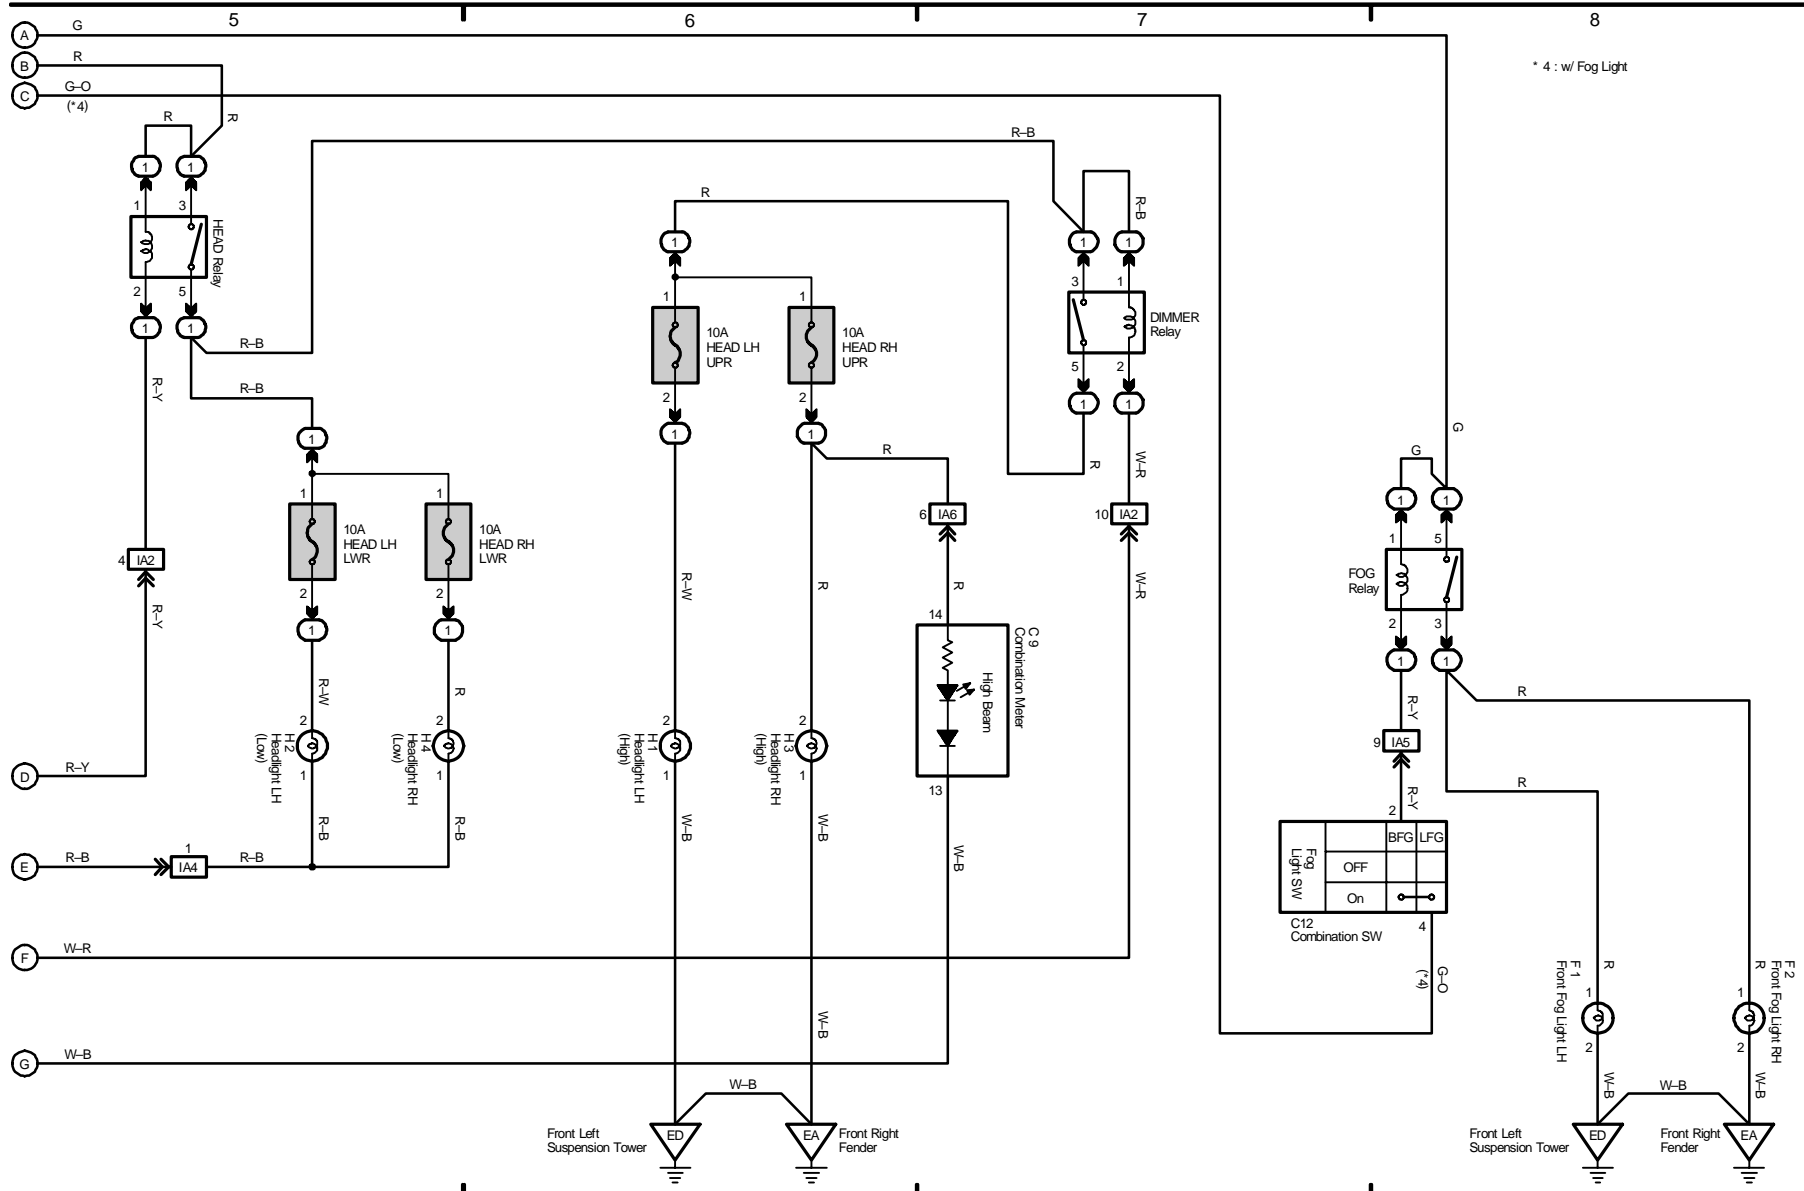 5
6
7
8
A
G
B
R
C
G–O
(*4)
* 4 : w/ Fog Light
R
R
1
1
1
3
HEAD Relay
2
5
1
1
R–B
R–B
R–Y
4
IA2
R–Y
D
R–Y
1
1
1
10A
HEAD LH
LWR
10A
HEAD RH
LWR
2
2
1
1
R–W
R
2
2
H 2
Headlight LH
(Low)
H 4
Headlight RH
(Low)
1
1
R–B
R–B
E
R–B
1
IA4
R–B
F
W–R
G
W–B
R–B
R
1
1
1
10A
HEAD LH
UPR
10A
HEAD RH
UPR
2
2
1
1
R
R–W
R
2
2
H 1
Headlight LH
(High)
H 3
Headlight RH
(High)
1
1
W–B
W–B
W–B
W–B
Front Left
Suspension Tower
ED
EA
Front Right
Fender
6
IA6
R
14
C 9
Combination Meter
High Beam
13
W–B
R–B
1
1
3
1
DIMMER
Relay
5
2
1
1
R
W–R
10
IA2
W–R
G
G
1
1
1
5
FOG
Relay
2
3
1
1
R–Y
9
IA5
R–Y
2
Fog
Light SW
BFG
LFG
OFF
On
C12
Combination SW
4
G–O
(*4)
R
R
R
R
F 1
Front Fog Light LH
F 2
Front Fog Light RH
1
1
2
2
W–B
W–B
W–B
Front Left
Suspension Tower
ED
Front Right
Fender
EA